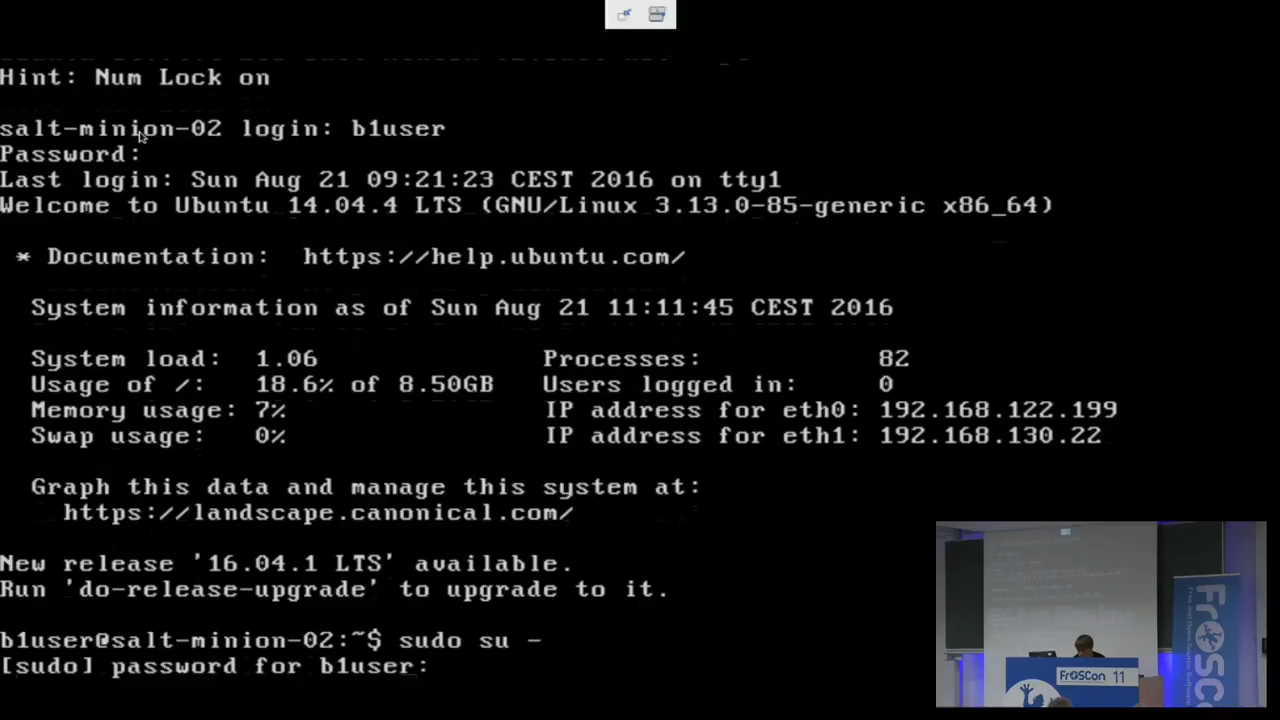 Hint: Num Lock on
salt-minion-02 login: b1user
Password:
Last login: Sun Aug 21 09:21:23 CEST 2016 on tty1
Welcome to Ubuntu 14.04.4 LTS (GNU/Linux 3.13.0-85-generic x86_64)
* Documentation:  https://help.ubuntu.com/
System information as of Sun Aug 21 11:11:45 CEST 2016
System load:  1.06 Processes: 82
Usage of /:  18.6% of 8.50GB Users logged in: 0
Memory usage: 7% IP address for eth0: 192.168.122.199
Swap usage:  0% IP address for eth1: 192.168.130.22
Graph this data and manage this system at:
https://landscape.canonical.com/
New release '16.04.1 LTS' available.
Run 'do-release-upgrade' to upgrade to it.
b1user@salt-minion-02:~$ sudo su -
[sudo] password for b1user:
FrOSCon 11
FrOSC